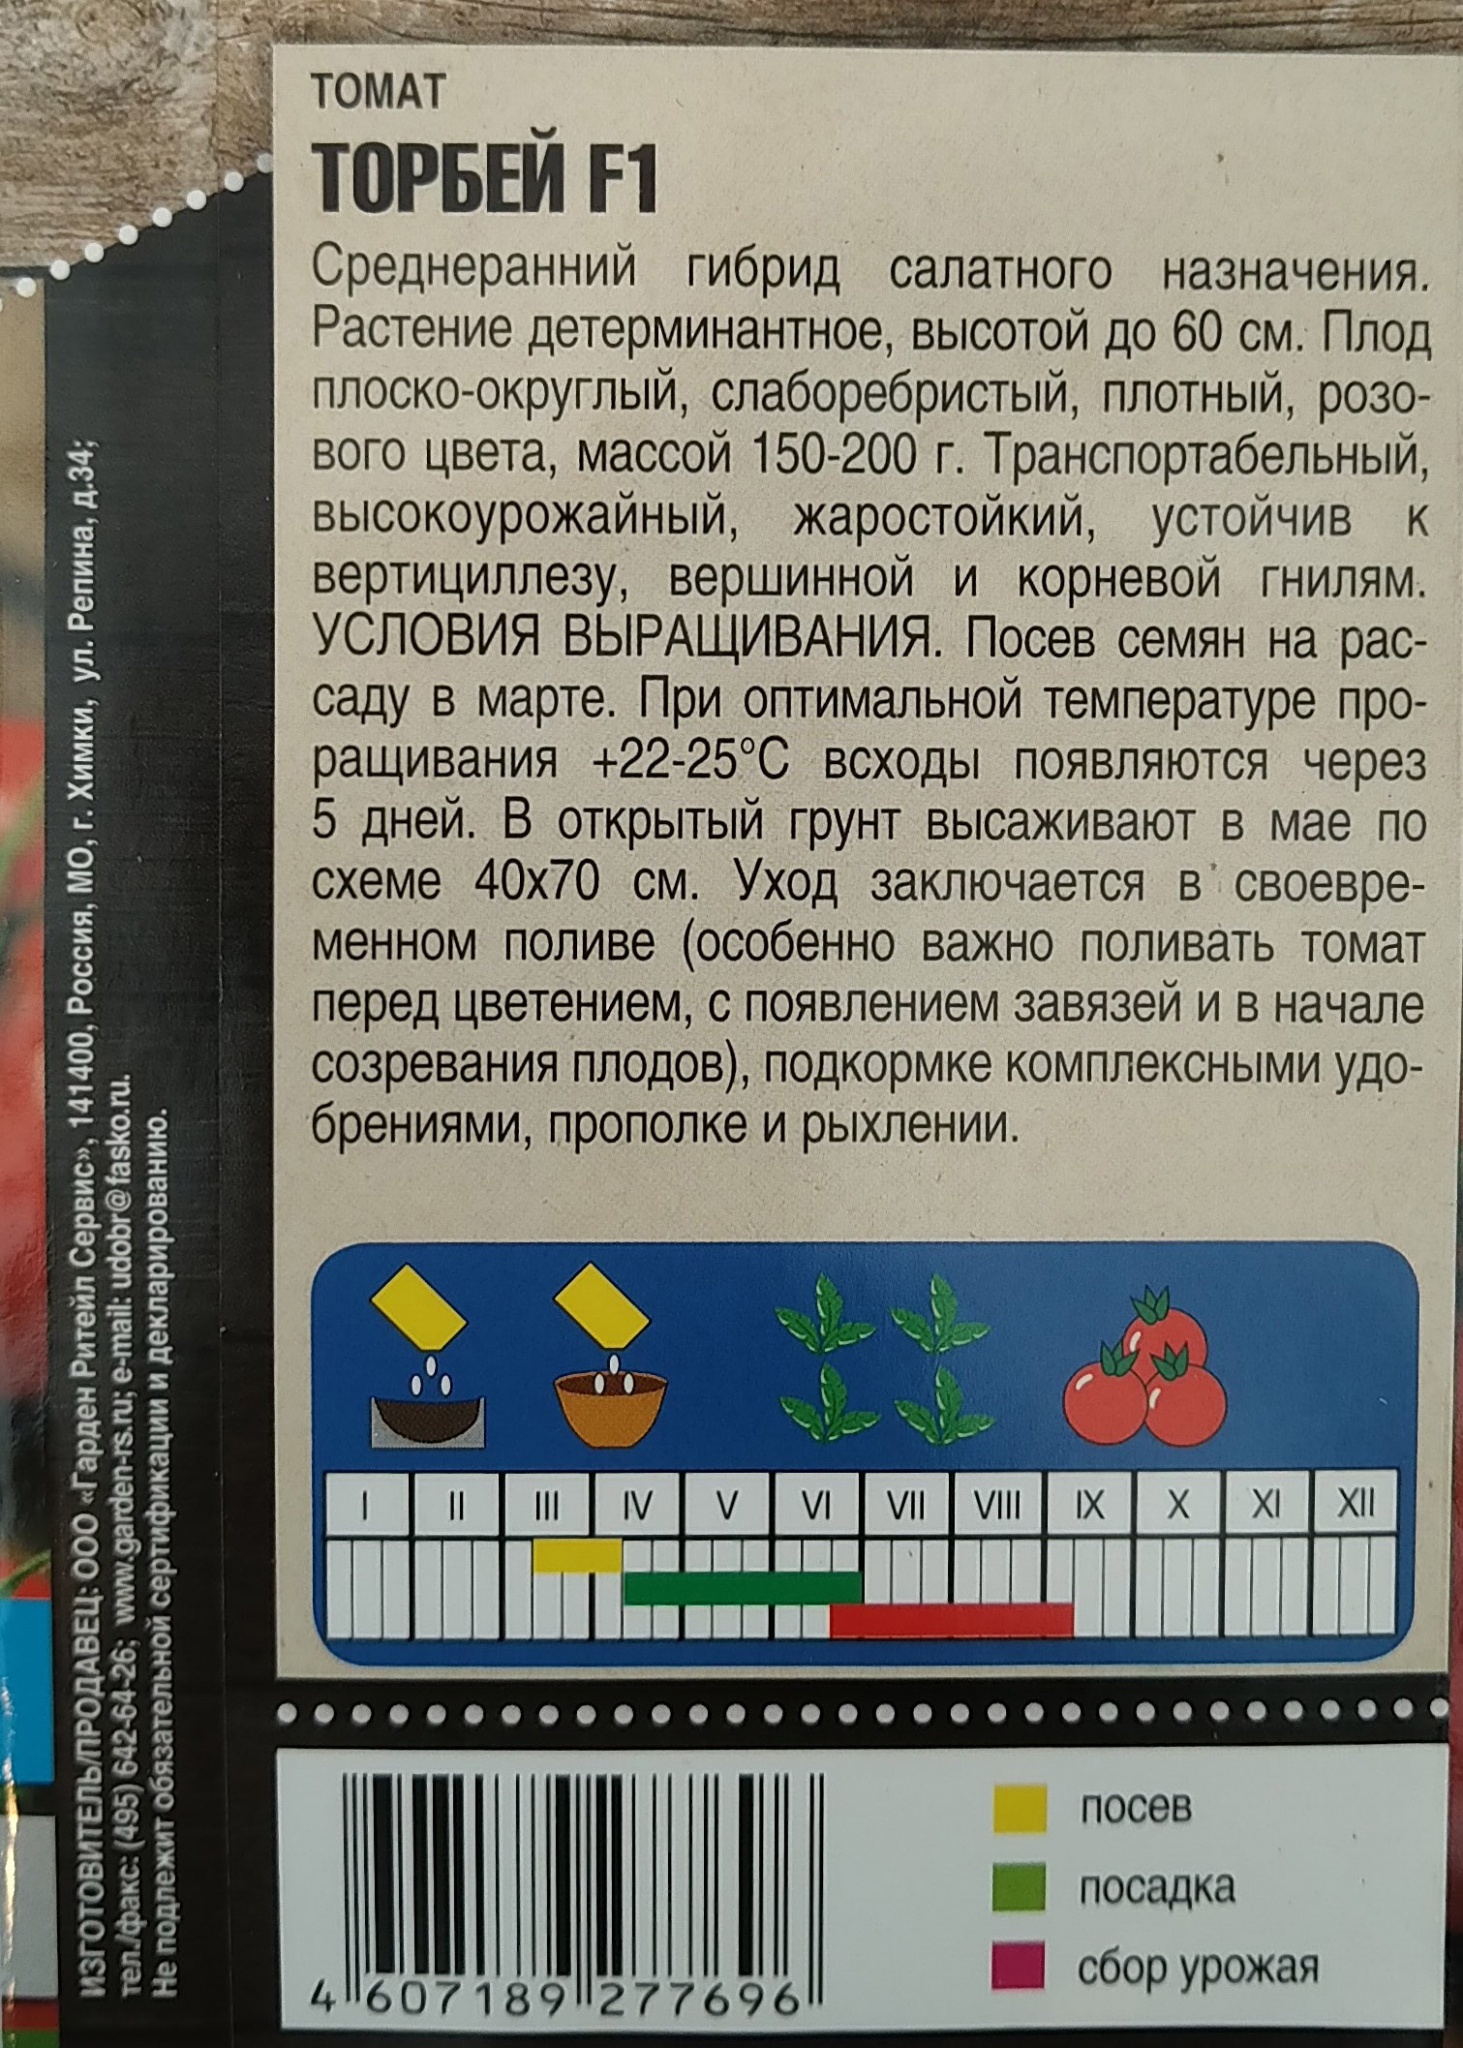 ТОМАТ
ТОРБЕЙ F1
Среднеранний гибрид салатного назначения.
Растение детерминантное, высотой до 60 см. Плод
плоско-округлый, слаборебристый, плотный, розо-
вого цвета, массой 150-200 г. Транспортабельный,
высокоурожайный, жаростойкий, устойчив к
вертициллезу, вершинной и корневой гнилям.
УСЛОВИЯ ВЫРАЩИВАНИЯ. Посев семян на рас-
саду в марте. При оптимальной температуре про-
ращивания +22-25°С всходы появляются через
5 дней. В открытый грунт высаживают в мае по
схеме 40х70 см. Уход заключается в своевре-
менном поливе (особенно важно поливать томат
перед цветением, с появлением завязей и в начале
созревания плодов), подкормке комплексными удо-
брениями, прополке и рыхлении.
I II III IV V VI VII VIII IX X XI XII
посев
посадка
сбор урожая
4 607189 277696
ИЗГОТОВИТЕЛЬ/ПРОДАВЕЦ: ООО «Гарден Ритейл Сервис», 141400, Россия, МО, г. Химки, ул. Репина, д.34;
тел./факс: (495) 642-64-26; www.garden-rs.ru; e-mail: udobr@fasko.ru.
Не подлежит обязательной сертификации и декларированию.